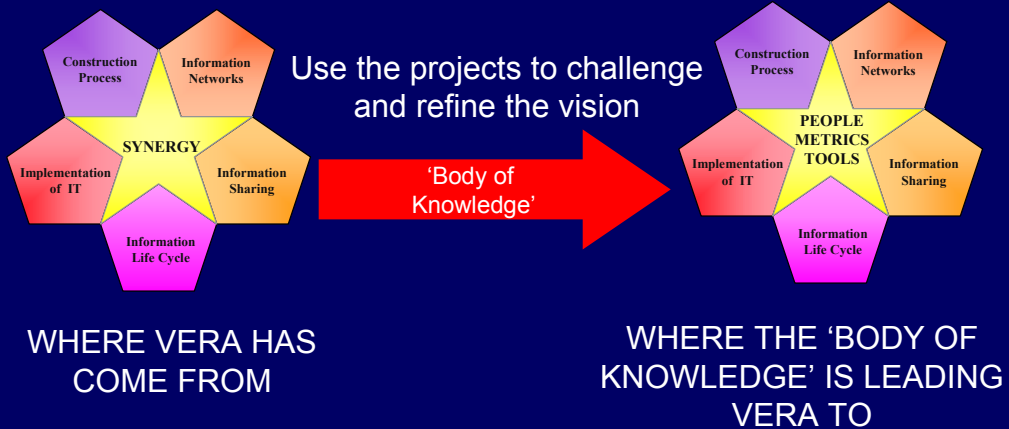 Construction
Process
Information
Networks
SYNERGY
Implementation
of IT
Information
Sharing
Information
Life Cycle
WHERE VERA HAS
COME FROM
Use the projects to challenge
and refine the vision
‘Body of
Knowledge’
Construction
Process
Information
Networks
PEOPLE
METRICS
TOOLS
Implementation
of IT
Information
Sharing
Information
Life Cycle
WHERE THE ‘BODY OF
KNOWLEDGE’ IS LEADING
VERA TO